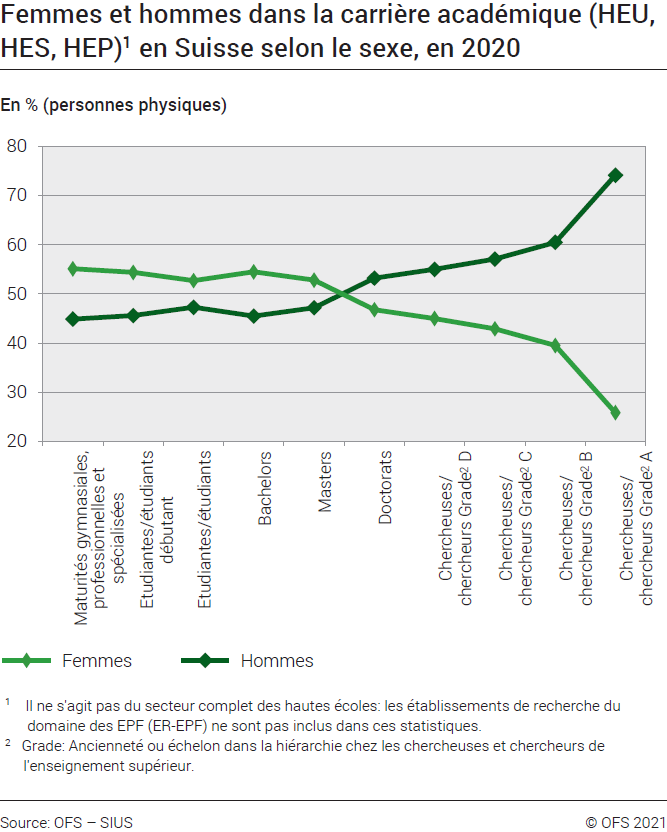 Femmes et hommes dans la carrière académique (HEU,
HES, HEP)¹ en Suisse selon le sexe, en 2020
En % (personnes physiques)
80
70
60
50
40
30
20
Maturités gymnasiales,
professionnelles et
spécialisées
Etudiantes/étudiants
débutant
Etudiantes/étudiants
Bachelors
Masters
Doctorats
Chercheuses/
chercheurs Grade² D
Chercheuses/
chercheurs Grade² C
Chercheuses/
chercheurs Grade² B
Chercheuses/
chercheurs Grade² A
Femmes
Hommes
¹ Il ne s'agit pas du secteur complet des hautes écoles: les établissements de recherche du
domaine des EPF (ER-EPF) ne sont pas inclus dans ces statistiques.
² Grade: Ancienneté ou échelon dans la hiérarchie chez les chercheuses et chercheurs de
l'enseignement supérieur.
Source: OFS – SIUS
© OFS 2021